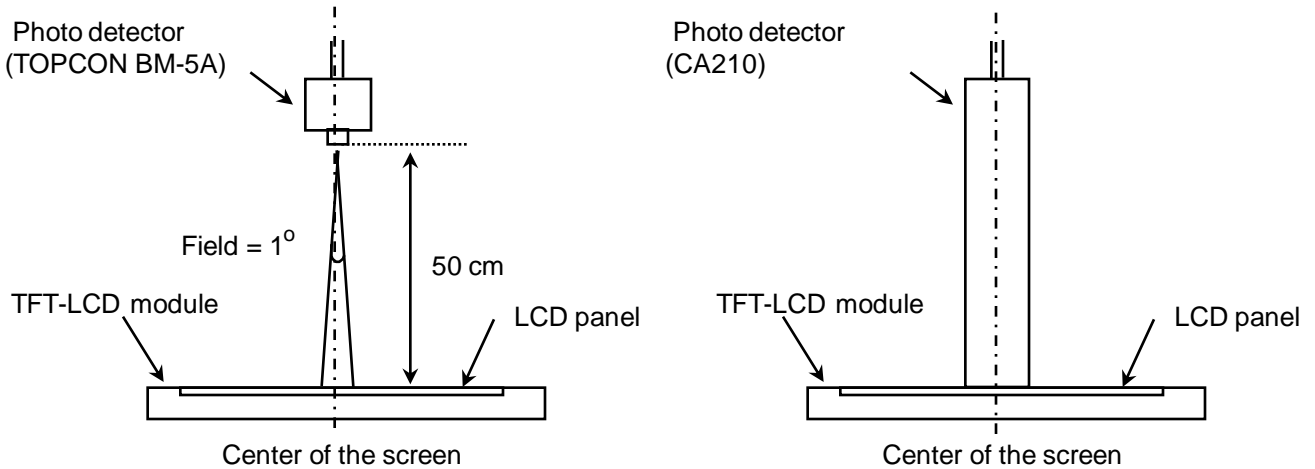 Photo detector
(TOPCON BM-5A)
Field = 1°
50 cm
TFT-LCD module
LCD panel
Center of the screen
Photo detector
(CA210)
TFT-LCD module
LCD panel
Center of the screen